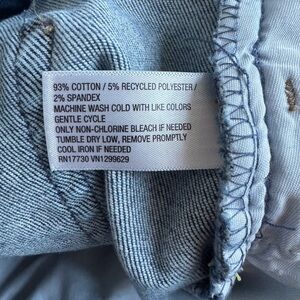 93% COTTON / 5% RECYCLED POLYESTER /
2% SPANDEX
MACHINE WASH COLD WITH LIKE COLORS
GENTLE CYCLE
ONLY NON-CHLORINE BLEACH IF NEEDED
TUMBLE DRY LOW, REMOVE PROMPTLY
COOL IRON IF NEEDED
RN17730 VN1299629